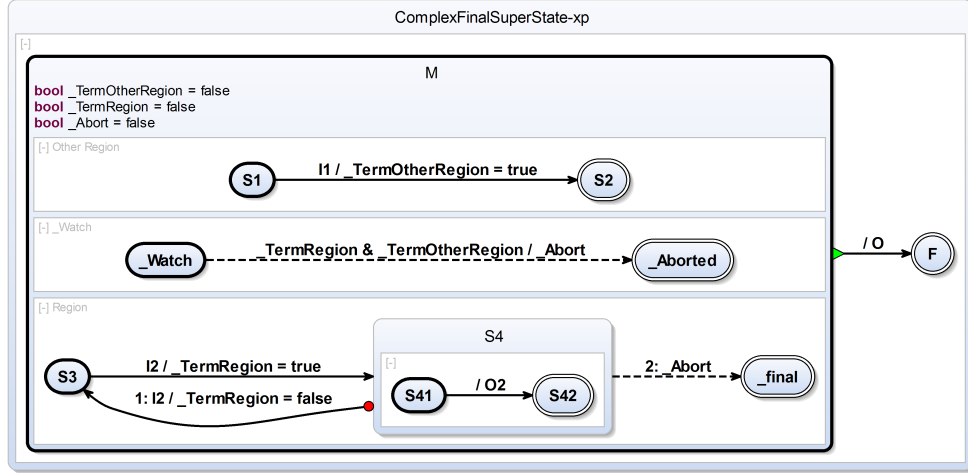 ComplexFinalSuperState-xp
[-]
M
bool _TermOtherRegion = false
bool _TermRegion = false
bool _Abort = false
[-] Other Region
S1
I1 / _TermOtherRegion = true
S2
[-] _Watch
_Watch
_TermRegion & _TermOtherRegion / _Abort
_Aborted
/ O
F
[-] Region
S4
[-]
S3
I2 / _TermRegion = true
1: I2 / _TermRegion = false
S41
/ O2
S42
2: _Abort
_final